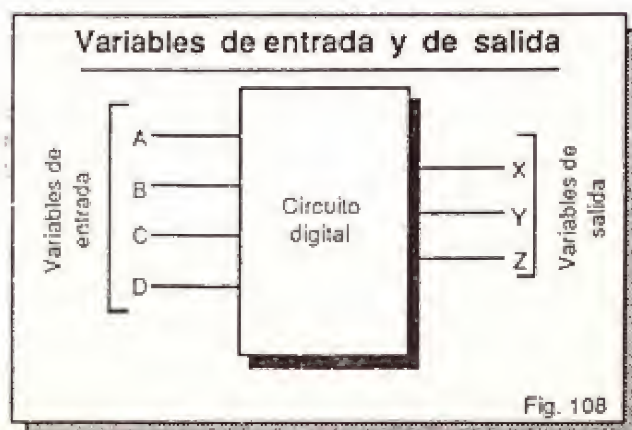 Variables de entrada y de salida
Variables de
entrada
A
B
C
D
Circuito
digital
X
Y
Z
Variables de
salida
Fig. 108